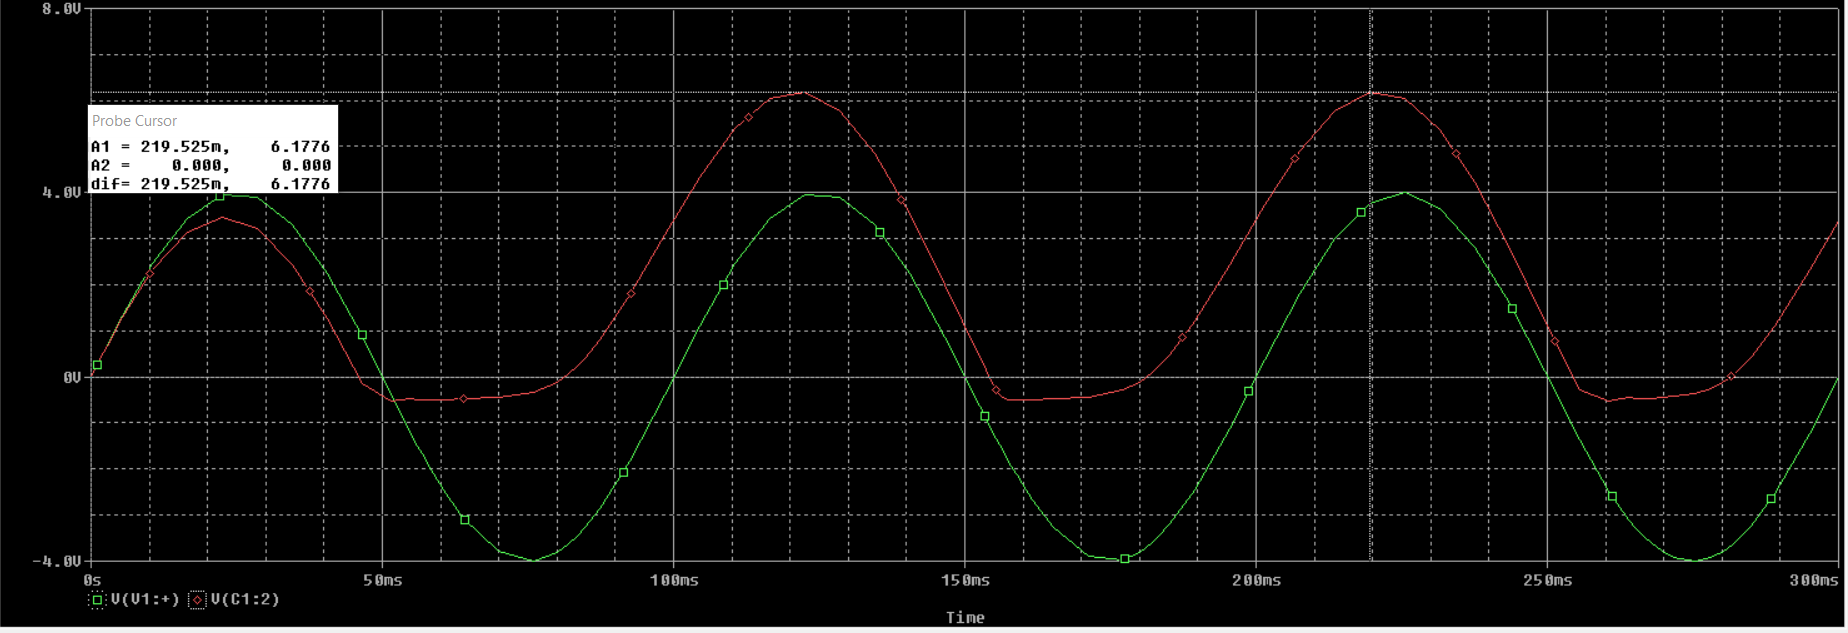 8.0V
Probe Cursor
A1 = 219.525m, 6.1776
A2 = 0.000, 0.000
dif= 219.525m, 6.1776
4.0V
0V
-4.0V
0s 50ms 100ms 150ms 200ms 250ms 300ms
V(V1:+) V(C1:2)
Time